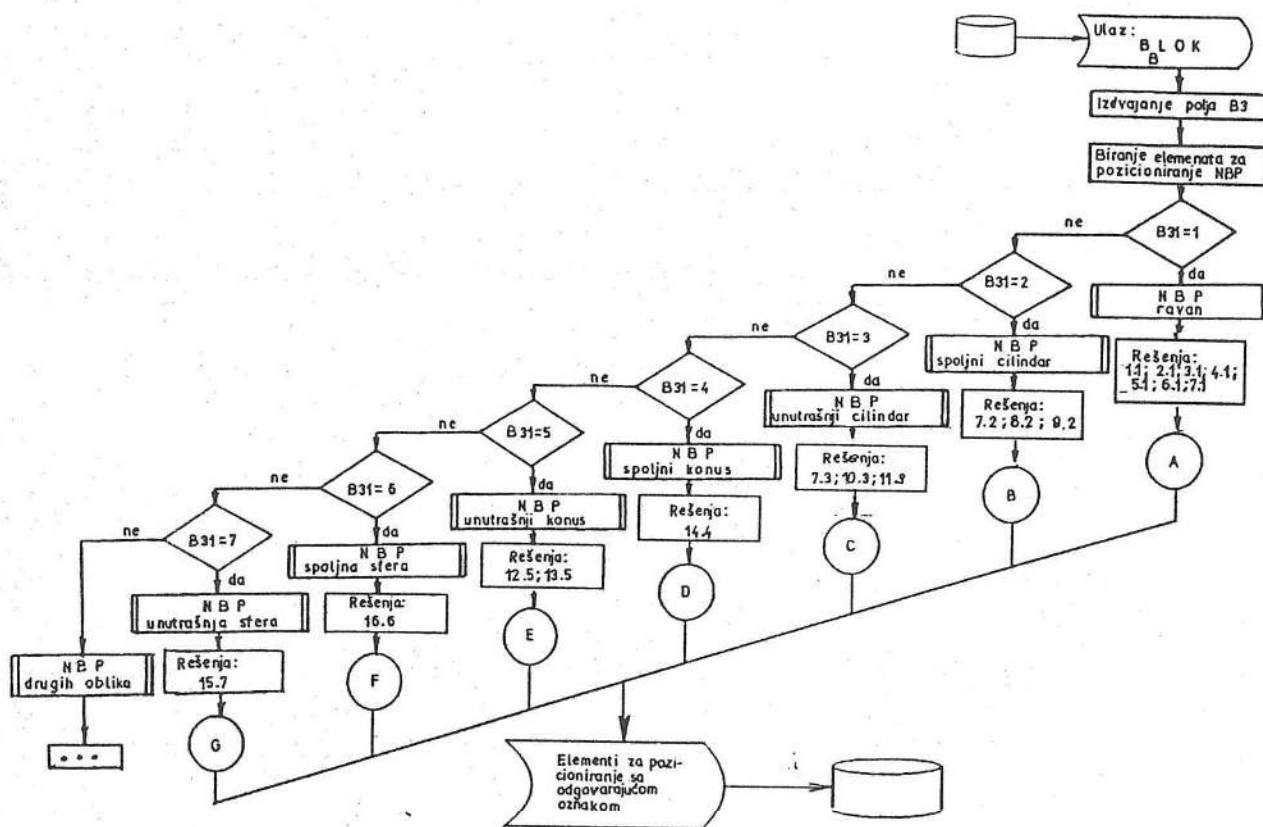 Ulaz:
B L O K
B
Izdvajanje polja B3
Biranje elemenata za
pozicioniranje NBP
B31=1
ne
da
N B P
ravan
Rešenja:
1.1; 2.1; 3.1; 4.1;
5.1; 6.1; 7.1
A
B31=2
ne
da
N B P
spoljni cilindar
Rešenja:
7.2; 8.2; 9.2
B
B31=3
ne
da
N B P
unutrašnji cilindar
Rešenja:
7.3; 10.3; 11.3
C
B31=4
ne
da
N B P
spoljni konus
Rešenja:
14.4
D
B31=5
ne
da
N B P
unutrašnji konus
Rešenja:
12.5; 13.5
E
B31=6
ne
da
N B P
spoljna sfera
Rešenja:
16.6
F
B31=7
ne
da
N B P
unutrašnja sfera
Rešenja:
15.7
G
N B P
drugih oblika
...
Elementi za pozi-
cioniranje sa
odgovarajućom
oznakom